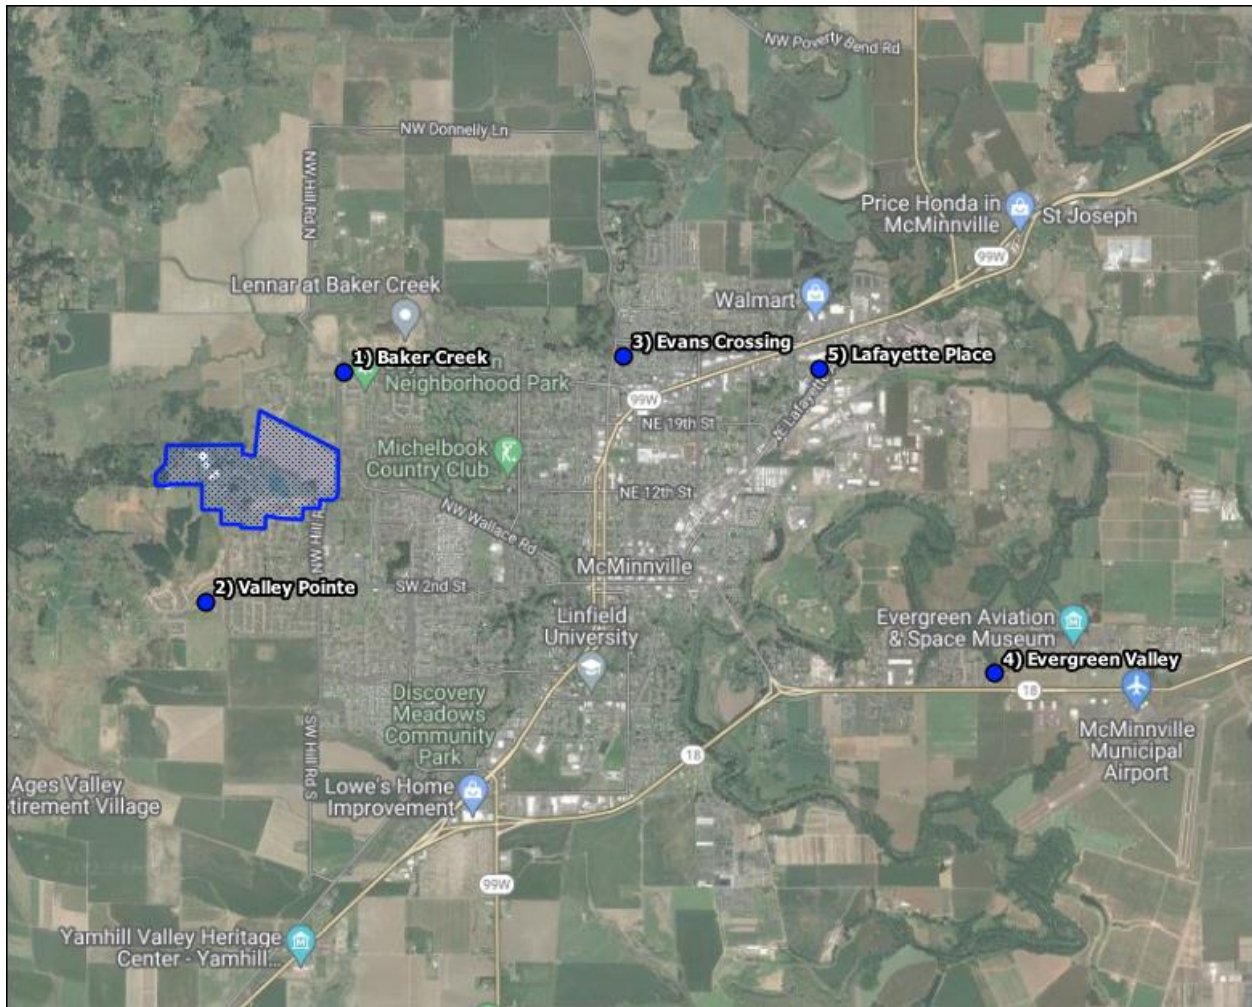 NW Poverty Bend Rd
NW Donnelly Ln
NW Hill Rd N
Price Honda in
McMinnville
St Joseph
99W
Lennar at Baker Creek
Walmart
1) Baker Creek
3) Evans Crossing
5) Lafayette Place
Neighborhood Park
99W
NE 19th St
NE Lafayette
Michelbook
Country Club
NE 12th St
NW Wallace Rd
NW Hill
McMinnville
2) Valley Pointe
SW 2nd St
Linfield
University
Evergreen Aviation
& Space Museum
4) Evergreen Valley
18
Discovery
Meadows
Community
Park
SW Hill Rd S
18
McMinnville
Municipal
Airport
Ages Valley
tirement Village
Lowe's Home
Improvement
99W
Yamhill Valley Heritage
Center - Yamhill...